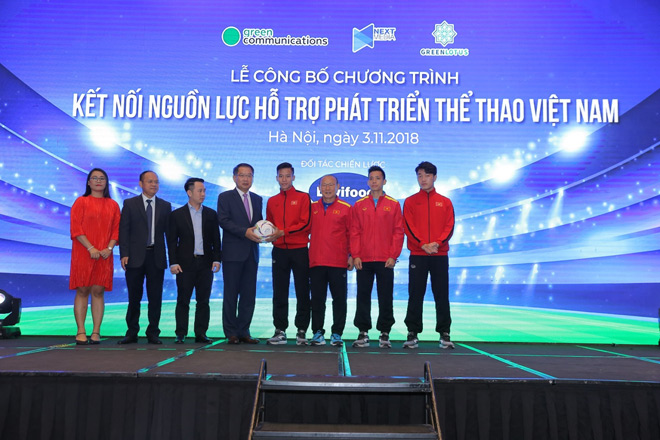 green communications
NEXT MEDIA
GREENLOTUS
LỄ CÔNG BỐ CHƯƠNG TRÌNH
KẾT NỐI NGUỒN LỰC HỖ TRỢ PHÁT TRIỂN THỂ THAO VIỆT NAM
Hà Nội, ngày 3.11.2018
ĐỐI TÁC CHIẾN LƯỢC